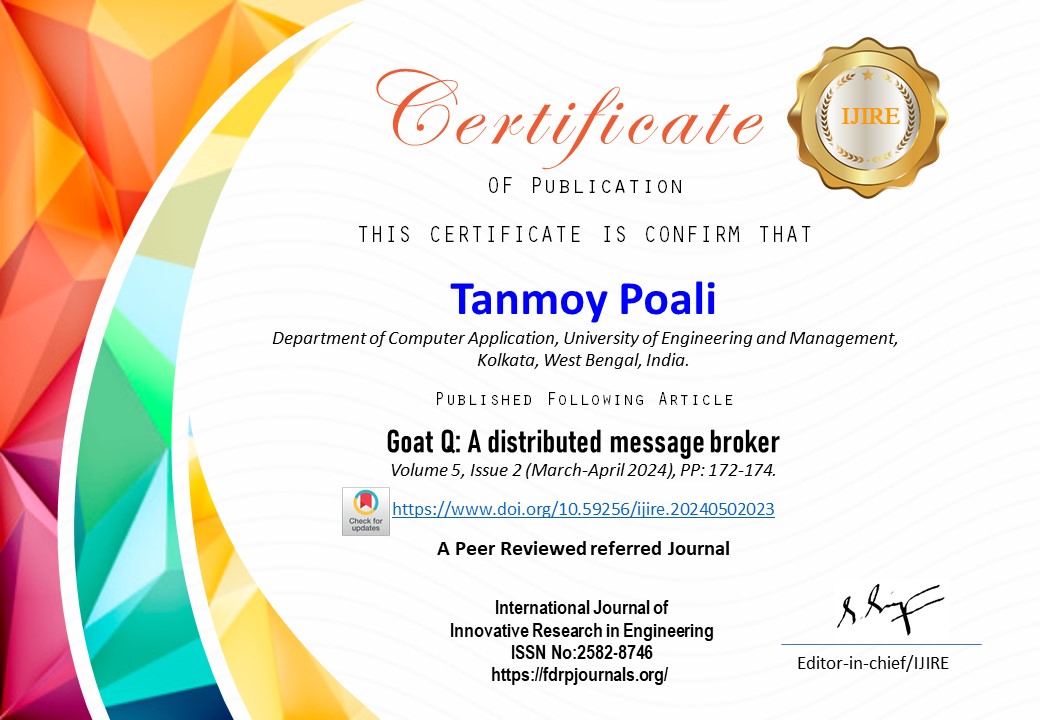 Certificate
IJIRE
OF PUBLICATION
THIS CERTIFICATE IS CONFIRM THAT
Tanmoy Poali
Department of Computer Application, University of Engineering and Management,
Kolkata, West Bengal, India.
PUBLISHED FOLLOWING ARTICLE
Goat Q: A distributed message broker
Volume 5, Issue 2 (March-April 2024), PP: 172-174.
Check for
updates
https://www.doi.org/10.59256/ijire.20240502023
A Peer Reviewed referred Journal
International Journal of
Innovative Research in Engineering
ISSN No:2582-8746
https://fdrpjournals.org/
Editor-in-chief/IJIRE